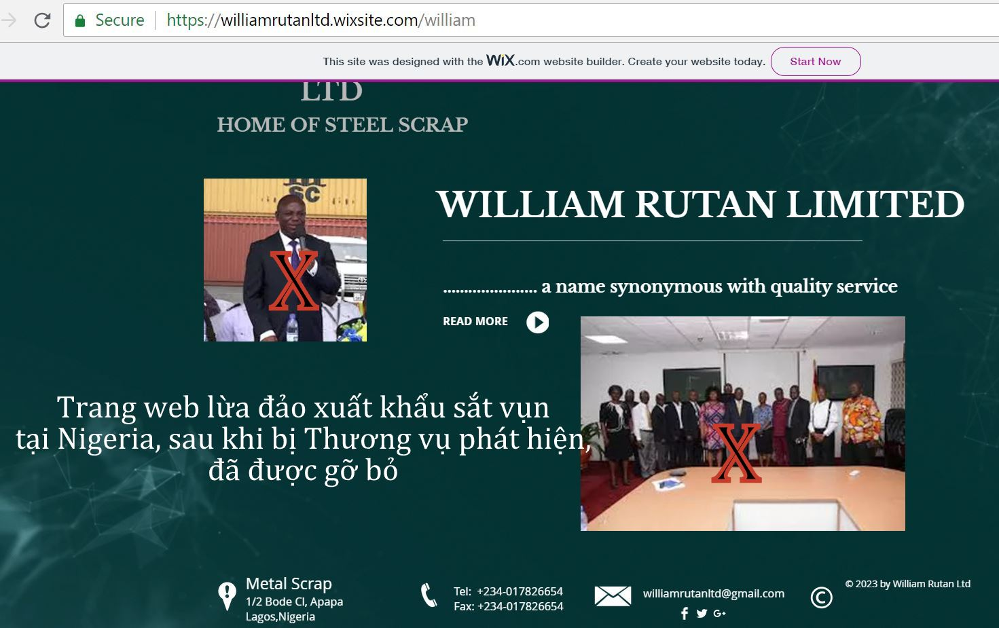 Secure
https://williamrutanltd.wixsite.com/william
This site was designed with the WiX.com website builder. Create your website today.
Start Now
LTD
HOME OF STEEL SCRAP
SC
WILLIAM RUTAN LIMITED
...................... a name synonymous with quality service
READ MORE
X
X
Trang web lừa đảo xuất khẩu sắt vụn
tại Nigeria, sau khi bị Thương vụ phát hiện,
đã được gỡ bỏ
Metal Scrap
1/2 Bode Cl, Apapa
Lagos,Nigeria
Tel: +234-017826654
Fax: +234-017826654
williamrutanltd@gmail.com
f
G+
©
© 2023 by William Rutan Ltd